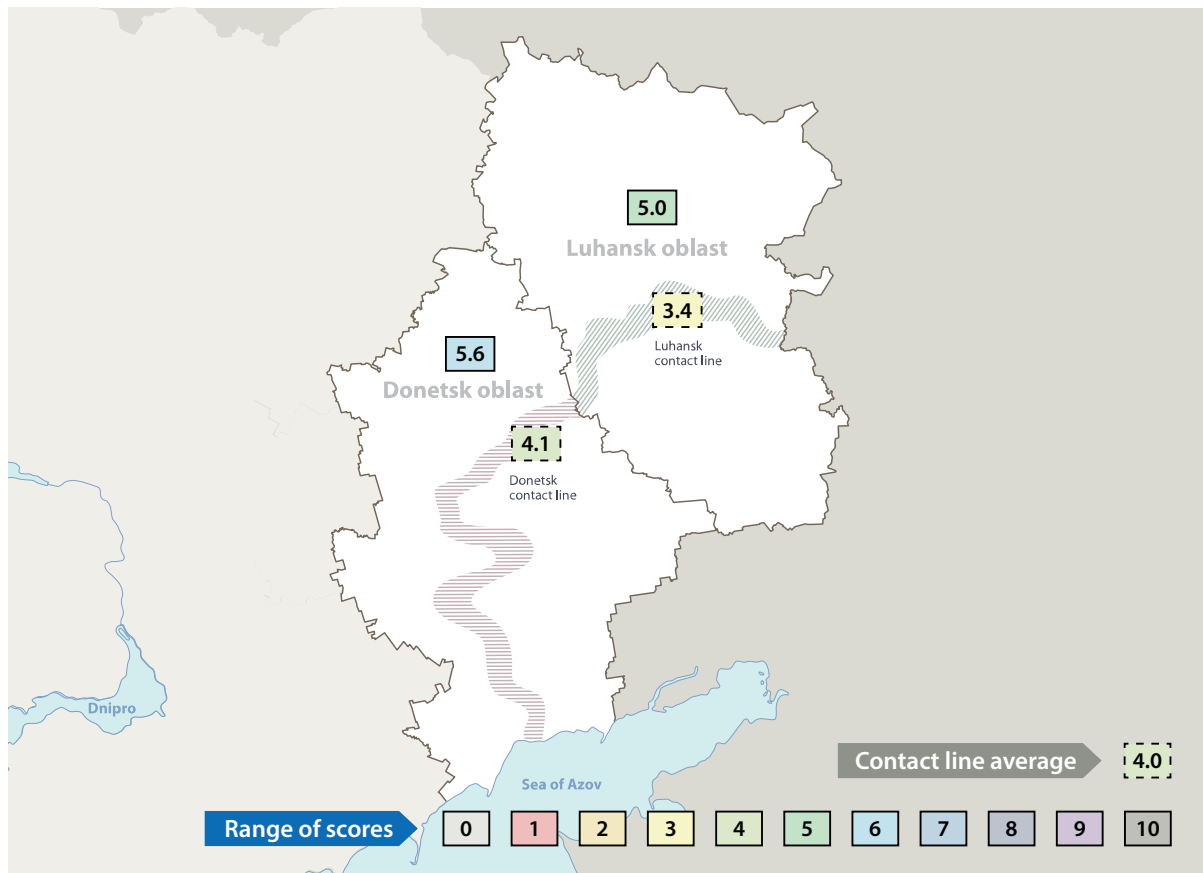 5.0
Luhansk oblast
3.4
Luhansk
contact line
5.6
Donetsk oblast
4.1
Donetsk
contact line
Dnipro
Sea of Azov
Contact line average 4.0
Range of scores 0 1 2 3 4 5 6 7 8 9 10